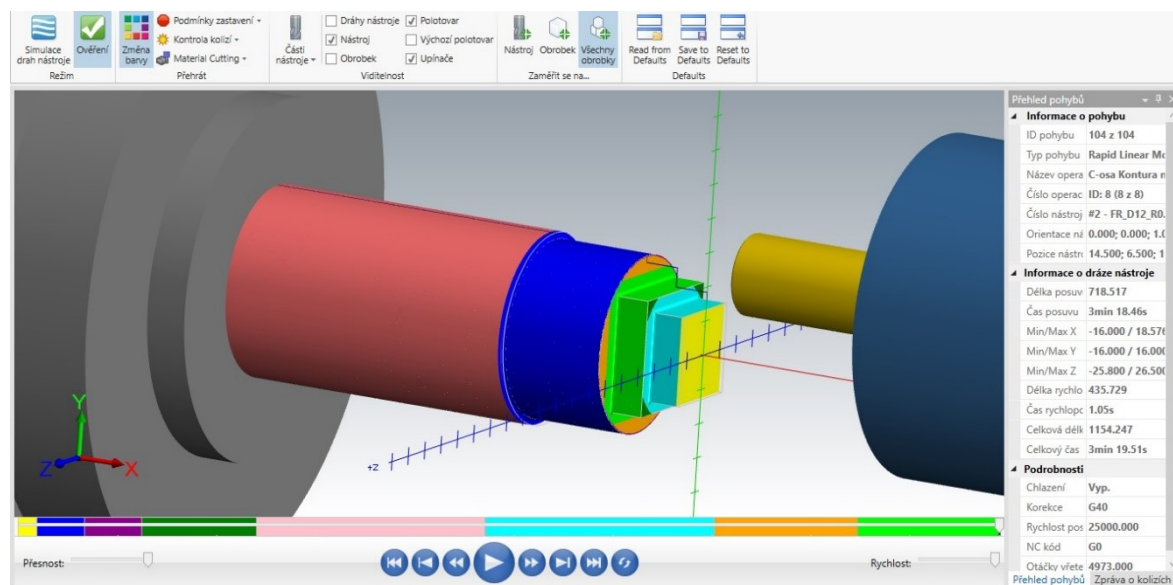 Simulace drah nástroje
Ověření
Režim
Změna barvy
Podmínky zastavení
Kontrola kolizí
Material Cutting
Přehrát
Části nástroje
Dráhy nástroje
Polotovar
Nástroj
Výchozí polotovar
Obrobek
Upínače
Viditelnost
Nástroj
Obrobek
Všechny obrobky
Zaměřit se na...
Read from Defaults
Save to Defaults
Reset to Defaults
Defaults
Přehled pohybů
Informace o pohybu
ID pohybu 104 z 104
Typ pohybu Rapid Linear Mo
Název opera C-osa Kontura n
Číslo operac ID: 8 (8 z 8)
Číslo nástroj #2 - FR_D12_R0.
Orientace ná 0.000; 0.000; 1.0
Pozice nástro 14.500; 6.500; 1
Informace o dráze nástroje
Délka posuv 718.517
Čas posuvu 3min 18.46s
Min/Max X -16.000 / 18.576
Min/Max Y -16.000 / 16.000
Min/Max Z -25.800 / 26.500
Délka rychlo 435.729
Čas rychlopo 1.05s
Celková délk 1154.247
Celkový čas 3min 19.51s
Podrobnosti
Chlazení Vyp.
Korekce G40
Rychlost pos 25000.000
NC kód G0
Otáčky vřete 4973.000
Přehled pohybů Zpráva o kolizích
Y
Z
X
+Z
Přesnost:
Rychlost: